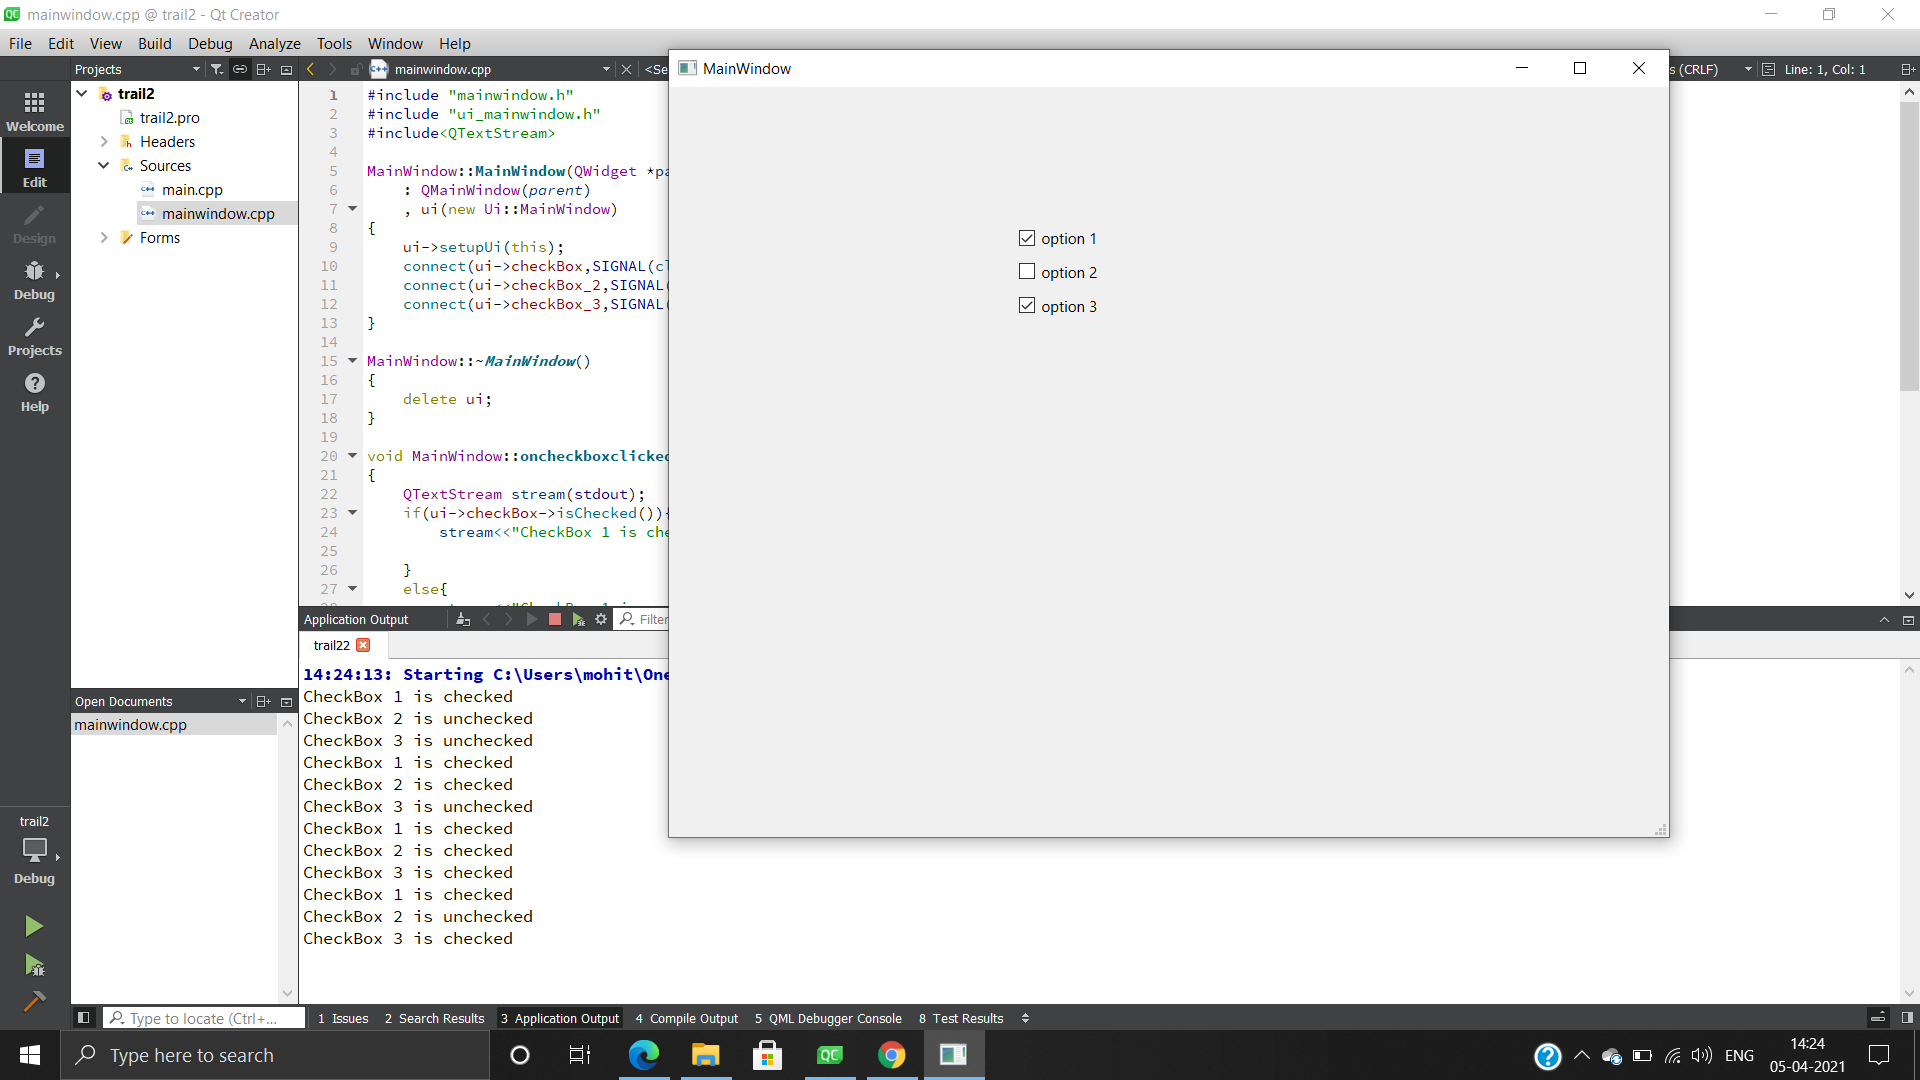 mainwindow.cpp @ trail2 - Qt Creator
File Edit View Build Debug Analyze Tools Window Help
Projects
mainwindow.cpp
<Se
s (CRLF)
Line: 1, Col: 1
Welcome
Edit
Design
Debug
Projects
Help
trail2
trail2.pro
Headers
Sources
main.cpp
mainwindow.cpp
Forms
1 #include "mainwindow.h"
2 #include "ui_mainwindow.h"
3 #include<QTextStream>
4
5 MainWindow::MainWindow(QWidget *pa
6 : QMainWindow(parent)
7 , ui(new Ui::MainWindow)
8 {
9 ui->setupUi(this);
10 connect(ui->checkBox,SIGNAL(cl
11 connect(ui->checkBox_2,SIGNAL(
12 connect(ui->checkBox_3,SIGNAL(
13 }
14
15 MainWindow::~MainWindow()
16 {
17 delete ui;
18 }
19
20 void MainWindow::oncheckboxclicked
21 {
22 QTextStream stream(stdout);
23 if(ui->checkBox->isChecked()){
24 stream<<"CheckBox 1 is che
25
26 }
27 else{
MainWindow
option 1
option 2
option 3
Application Output
Filter
trail22
14:24:13: Starting C:\Users\mohit\One
CheckBox 1 is checked
CheckBox 2 is unchecked
CheckBox 3 is unchecked
CheckBox 1 is checked
CheckBox 2 is checked
CheckBox 3 is unchecked
CheckBox 1 is checked
CheckBox 2 is checked
CheckBox 3 is checked
CheckBox 1 is checked
CheckBox 2 is unchecked
CheckBox 3 is checked
Open Documents
mainwindow.cpp
trail2
Debug
Type to locate (Ctrl+...
1 Issues 2 Search Results 3 Application Output 4 Compile Output 5 QML Debugger Console 8 Test Results
Type here to search
QC
ENG
14:24
05-04-2021